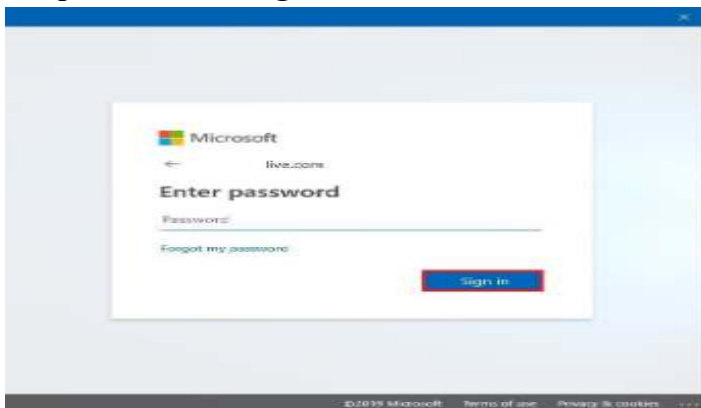 Microsoft
← live.com
Enter password
Password
Forgot my password
Sign in
©2019 Microsoft Terms of use Privacy & cookies ...